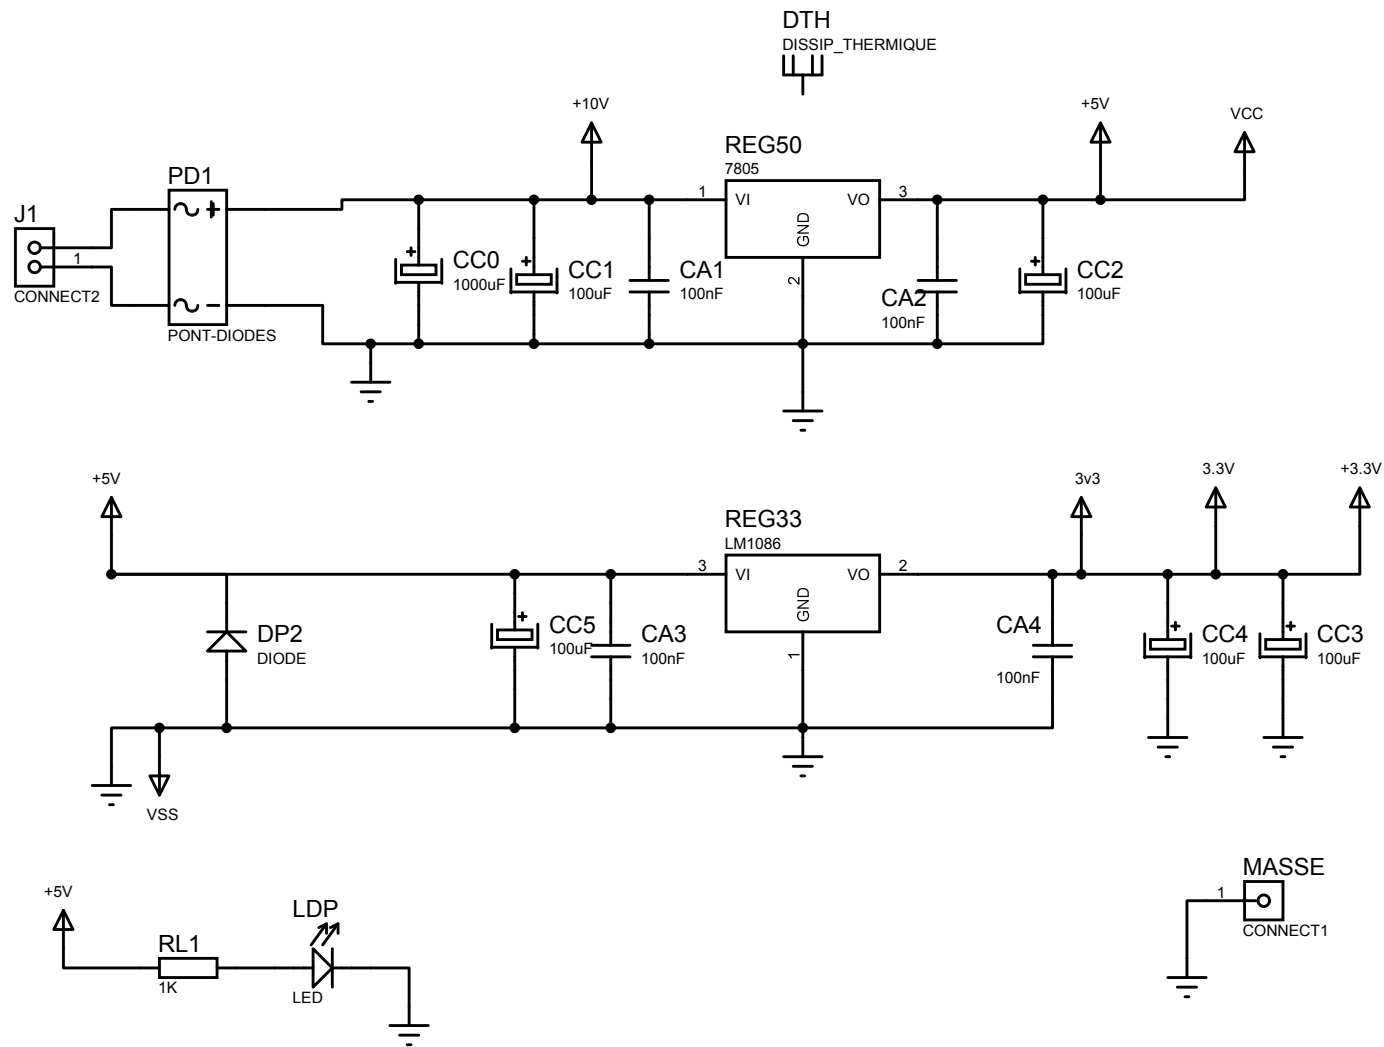 DTH
DISSIP_THERMIQUE
+10V
+5V
VCC
REG50
7805
PD1
J1
1
CONNECT2
PONT-DIODES
1
VI
VO
3
GND
2
CC0
1000uF
CC1
100uF
CA1
100nF
CA2
100nF
CC2
100uF
+5V
3v3
3.3V
+3.3V
REG33
LM1086
3
VI
VO
2
GND
1
DP2
DIODE
CC5
100uF
CA3
100nF
CA4
100nF
CC4
100uF
CC3
100uF
VSS
+5V
RL1
1K
LDP
LED
MASSE
1
CONNECT1